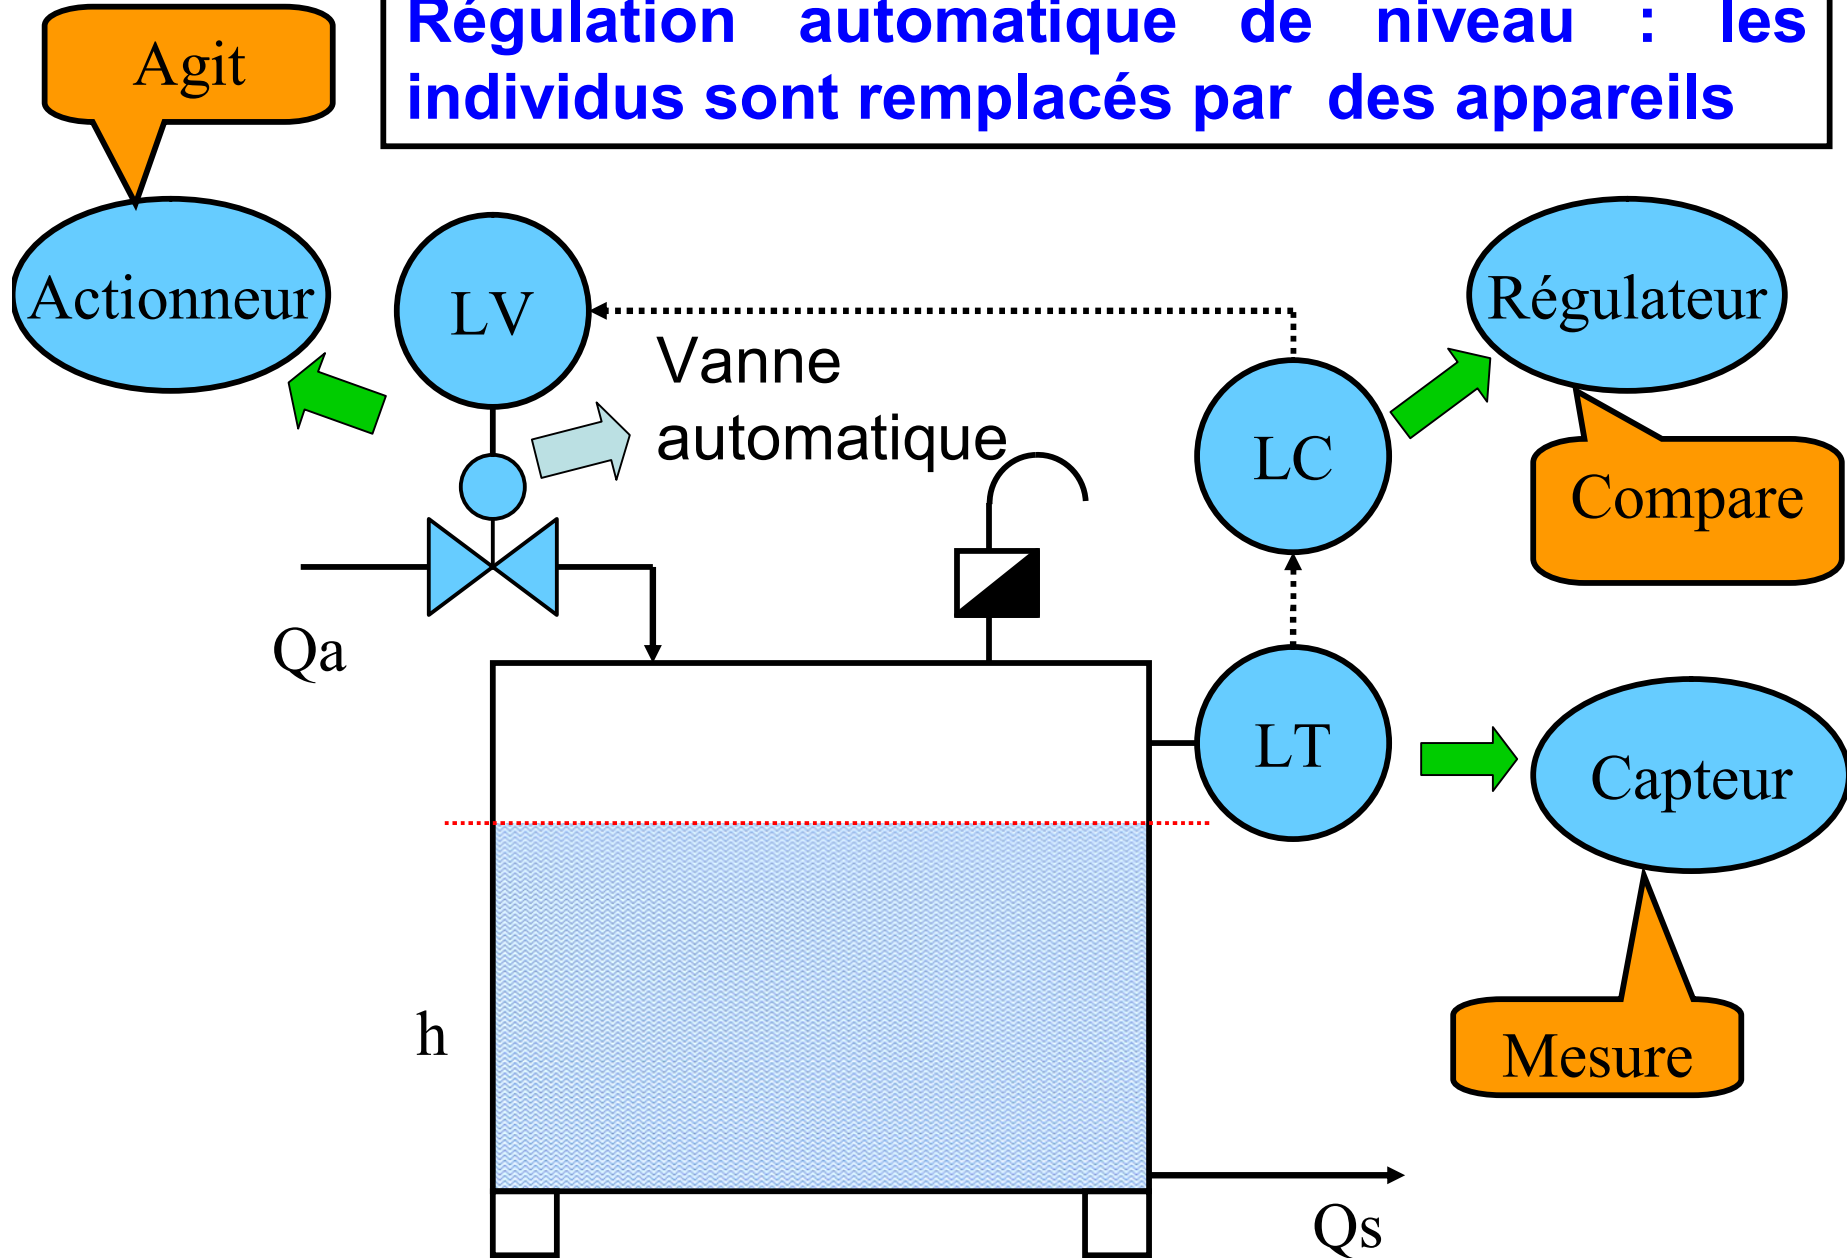 Régulation automatique de niveau : les
individus sont remplacés par des appareils
Agit
Actionneur
LV
Vanne
automatique
Régulateur
LC
Compare
Qa
LT
Capteur
h
Mesure
Qs